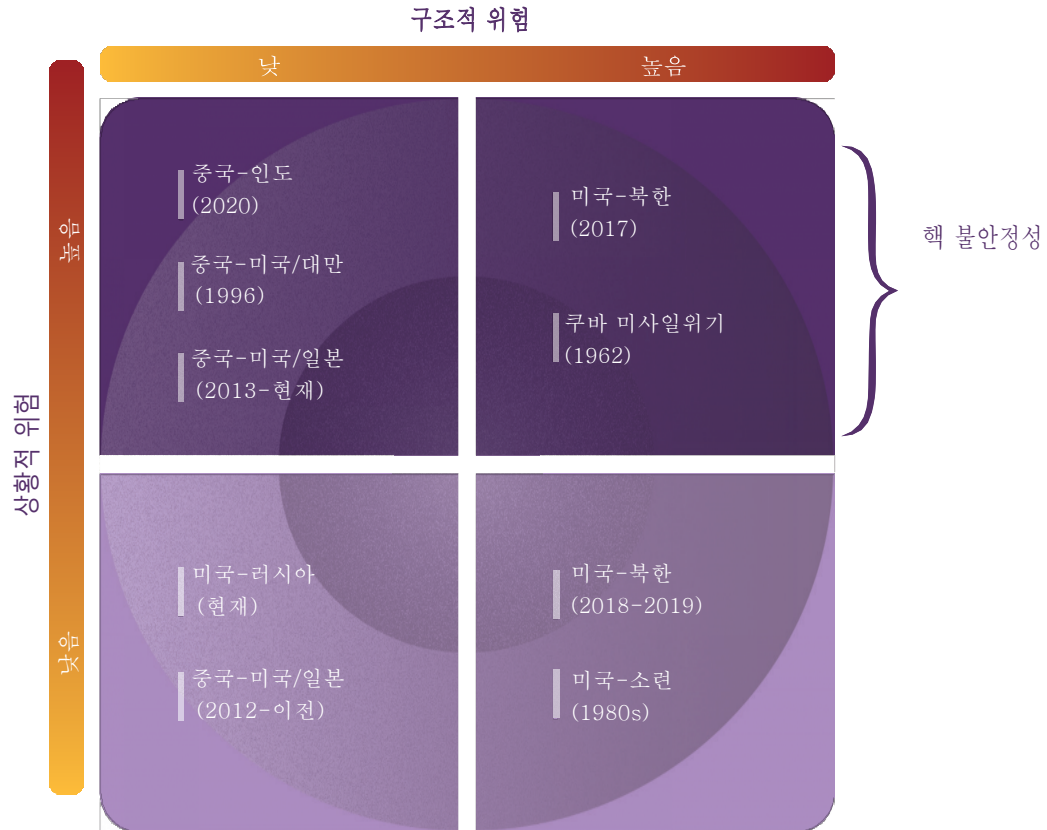 구조적 위험
낮
높음
중국-인도
(2020)
중국-미국/대만
(1996)
중국-미국/일본
(2013-현재)
미국-북한
(2017)
쿠바 미사일위기
(1962)
핵 불안정성
높음
상황적 위험
낮음
미국-러시아
(현재)
중국-미국/일본
(2012-이전)
미국-북한
(2018-2019)
미국-소련
(1980s)